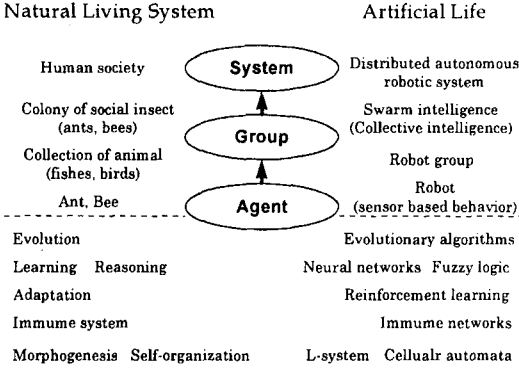 Natural Living System Artificial Life
Human society System Distributed autonomous
robotic system
Colony of social insect Swarm intelligence
(ants, bees) Group (Collective intelligence)
Collection of animal
(fishes, birds) Robot group
Ant, Bee Agent Robot
(sensor based behavior)
Evolution Evolutionary algorithms
Learning Reasoning Neural networks Fuzzy logic
Adaptation Reinforcement learning
Immune system Immune networks
Morphogenesis Self-organization L-system Cellualr automata